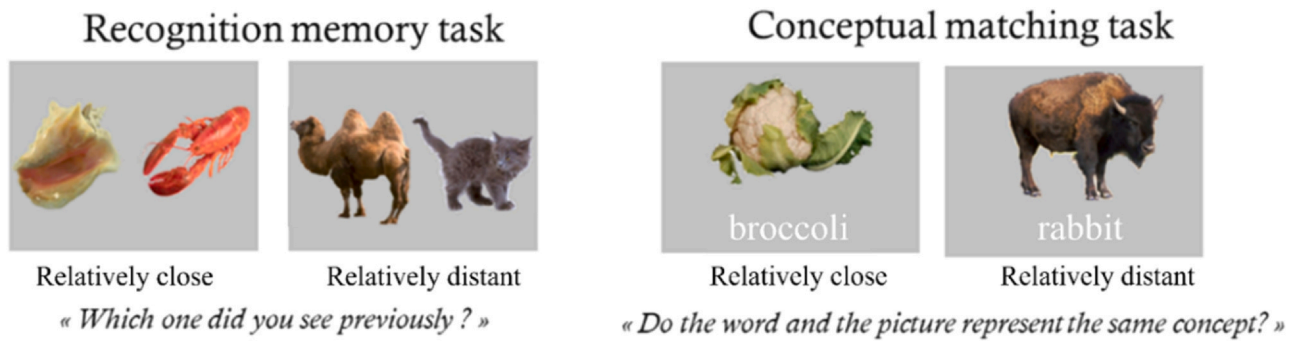 Recognition memory task
Relatively close
Relatively distant
« Which one did you see previously ? »
Conceptual matching task
broccoli
rabbit
Relatively close
Relatively distant
« Do the word and the picture represent the same concept? »